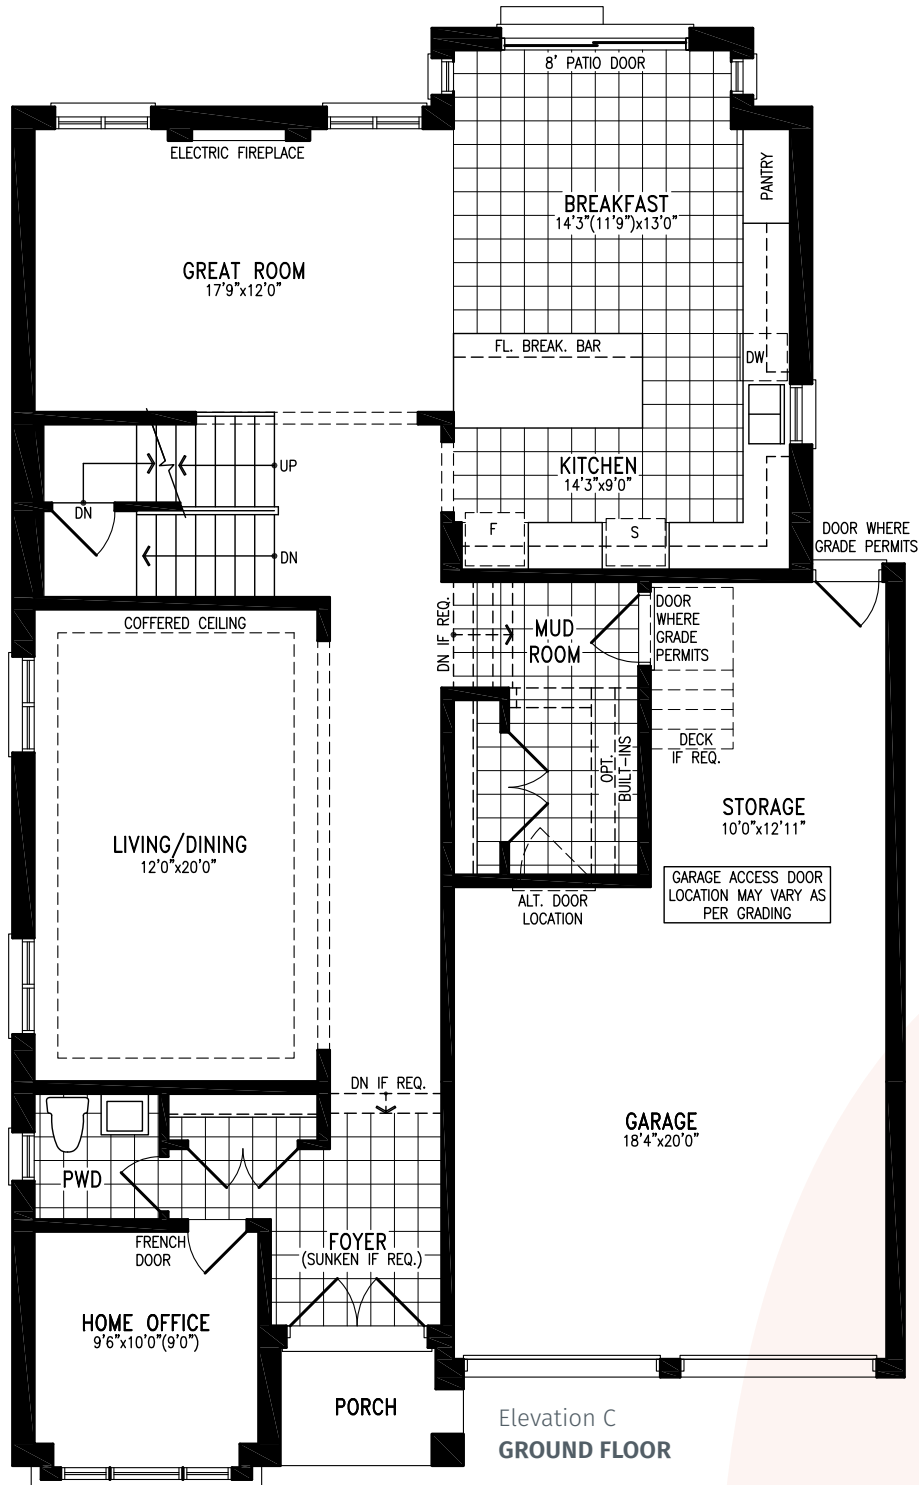 8' PATIO DOOR
ELECTRIC FIREPLACE
PANTRY
BREAKFAST
14'3"(11'9")x13'0"
GREAT ROOM
17'9"x12'0"
FL. BREAK. BAR
DW
UP
KITCHEN
14'3"x9'0"
DN
F
S
DOOR WHERE
GRADE PERMITS
DN
COFFERED CEILING
DN IF REQ.
MUD
ROOM
DOOR
WHERE
GRADE
PERMITS
DECK
IF REQ.
OPT.
BUILT-INS
STORAGE
10'0"x12'11"
LIVING/DINING
12'0"x20'0"
GARAGE ACCESS DOOR
LOCATION MAY VARY AS
PER GRADING
ALT. DOOR
LOCATION
DN IF REQ.
GARAGE
18'4"x20'0"
PWD
FRENCH
DOOR
FOYER
(SUNKEN IF REQ.)
HOME OFFICE
9'6"x10'0"(9'0")
PORCH
Elevation C
GROUND FLOOR